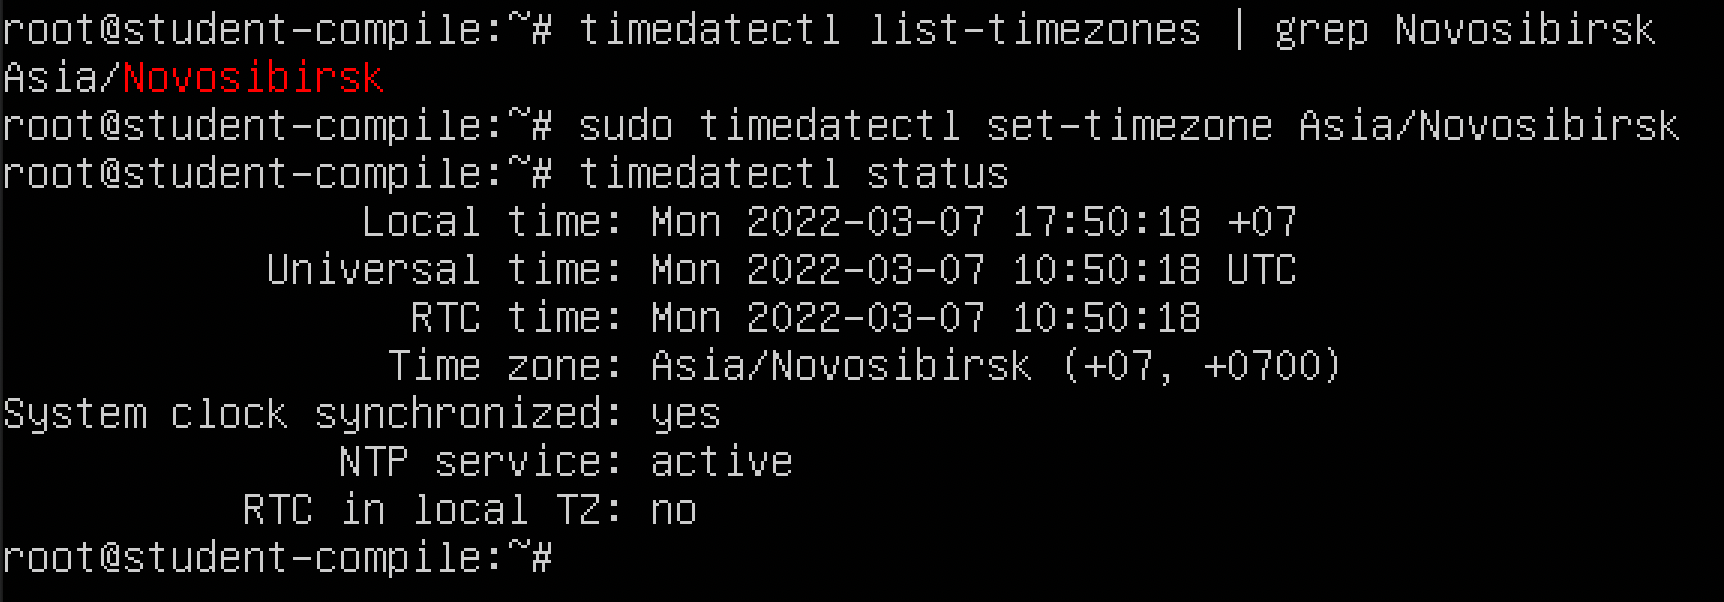 root@student-compile:~# timedatectl list-timezones | grep Novosibirsk
Asia/Novosibirsk
root@student-compile:~# sudo timedatectl set-timezone Asia/Novosibirsk
root@student-compile:~# timedatectl status
Local time: Mon 2022-03-07 17:50:18 +07
Universal time: Mon 2022-03-07 10:50:18 UTC
RTC time: Mon 2022-03-07 10:50:18
Time zone: Asia/Novosibirsk (+07, +0700)
System clock synchronized: yes
NTP service: active
RTC in local TZ: no
root@student-compile:~#